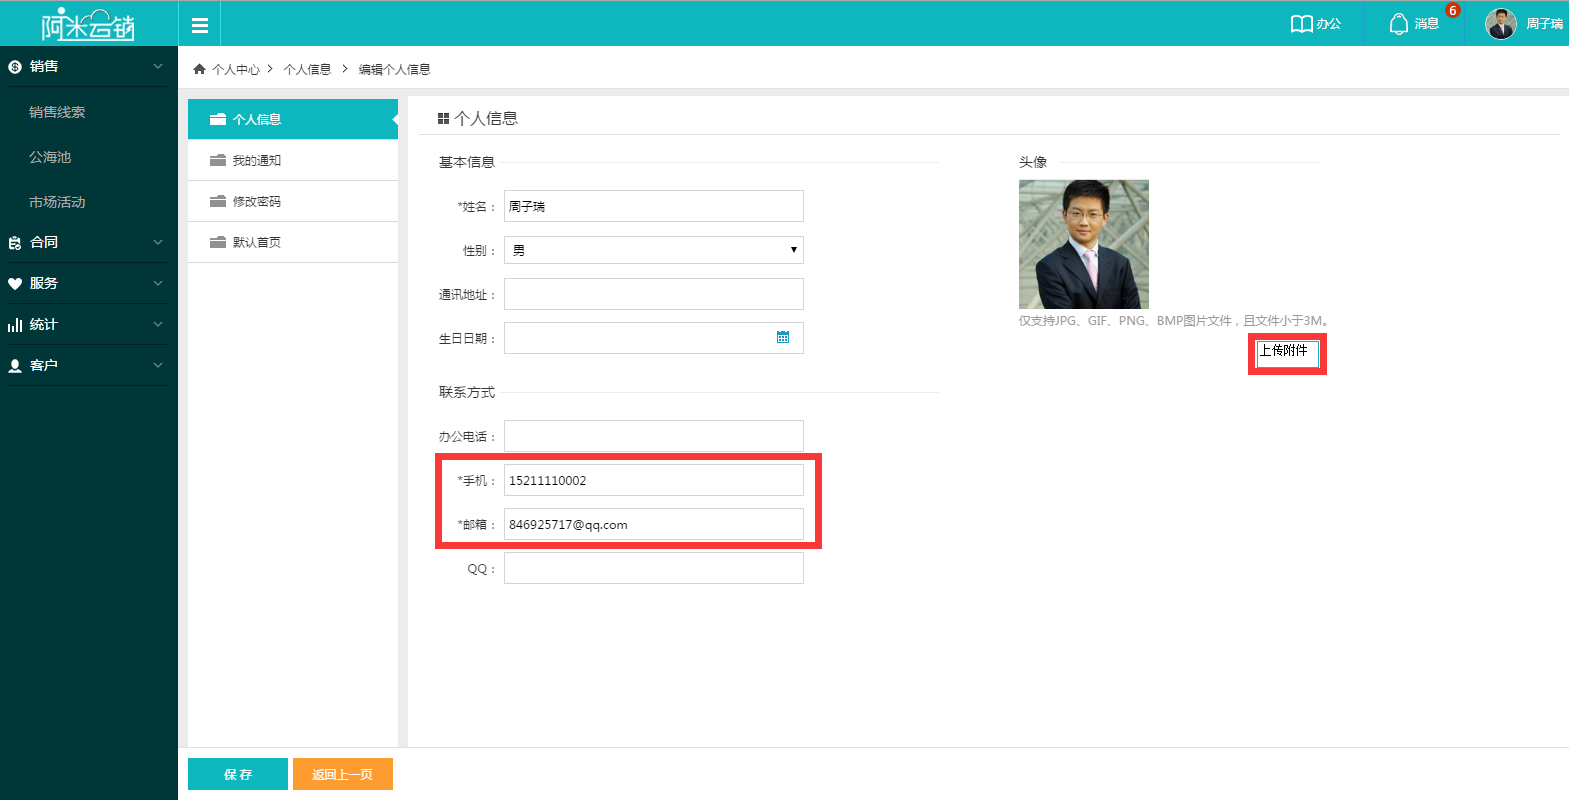 阿米云销
办公
消息
6
周子瑞
销售
销售线索
公海池
市场活动
合同
服务
统计
客户
个人中心 > 个人信息 > 编辑个人信息
个人信息
我的通知
修改密码
默认首页
个人信息
基本信息
*姓名：
周子瑞
性别：
男
通讯地址：
生日日期：
联系方式
办公电话：
*手机：
15211110002
*邮箱：
846925717@qq.com
QQ：
头像
仅支持JPG、GIF、PNG、BMP图片文件，且文件小于3M。
上传附件
保 存
返回上一页